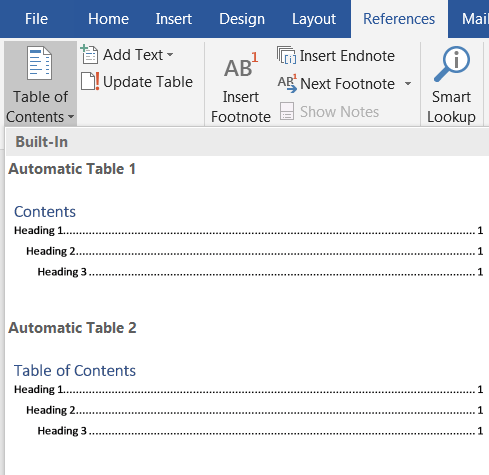 File Home Insert Design Layout References Mail
Add Text
Update Table
Table of Contents
AB1
Insert Footnote
Insert Endnote
AB1 Next Footnote
Show Notes
Smart Lookup
Built-In
Automatic Table 1
Contents
Heading 1........................................................................................................ 1
Heading 2.................................................................................................... 1
Heading 3................................................................................................ 1
Automatic Table 2
Table of Contents
Heading 1........................................................................................................ 1
Heading 2.................................................................................................... 1
Heading 3................................................................................................ 1